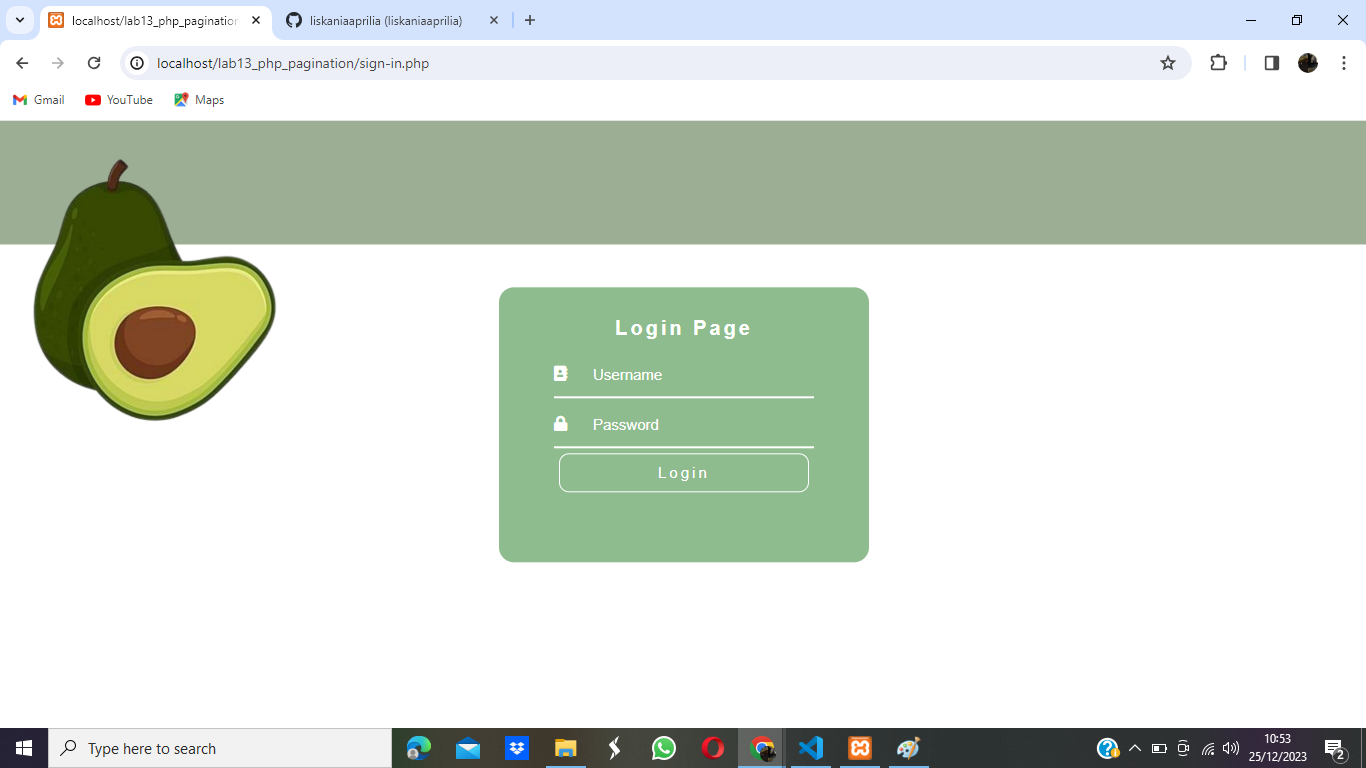 localhost/lab13_php_pagination
liskaniaaprilia (liskaniaaprilia)
localhost/lab13_php_pagination/sign-in.php
Gmail
YouTube
Maps
Login Page
Username
Password
Login
Type here to search
10:53
25/12/2023
2